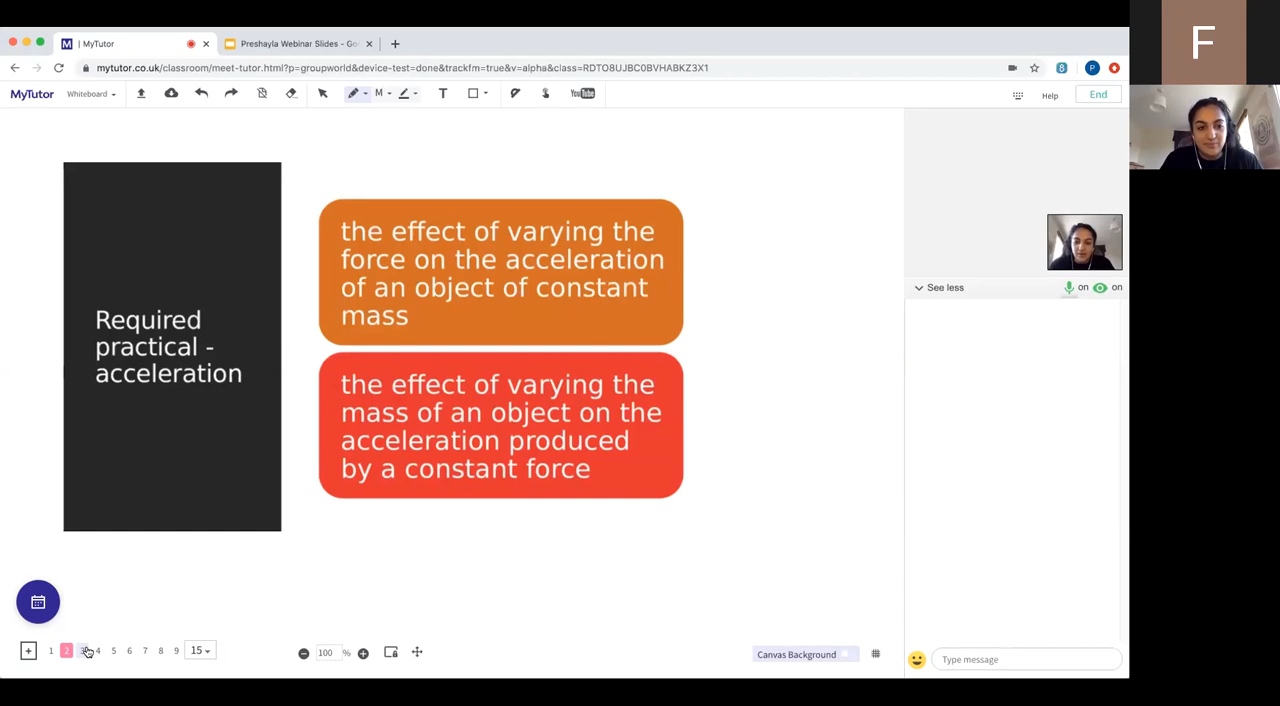 MyTutor
Preshayla Webinar Slides - Go
mytutor.co.uk/classroom/meet-tutor.html?p=groupworld&device-test=done&trackfm=true&v=alpha&class=RDTO8UJBC0BVHABKZ3X1
MyTutor
Whiteboard
M
T
YouTube
Help
End
Required
practical -
acceleration
the effect of varying the
force on the acceleration
of an object of constant
mass
the effect of varying the
mass of an object on the
acceleration produced
by a constant force
See less
on
on
1 2 3 4 5 6 7 8 9 15
100 %
Canvas Background
Type message
F
P